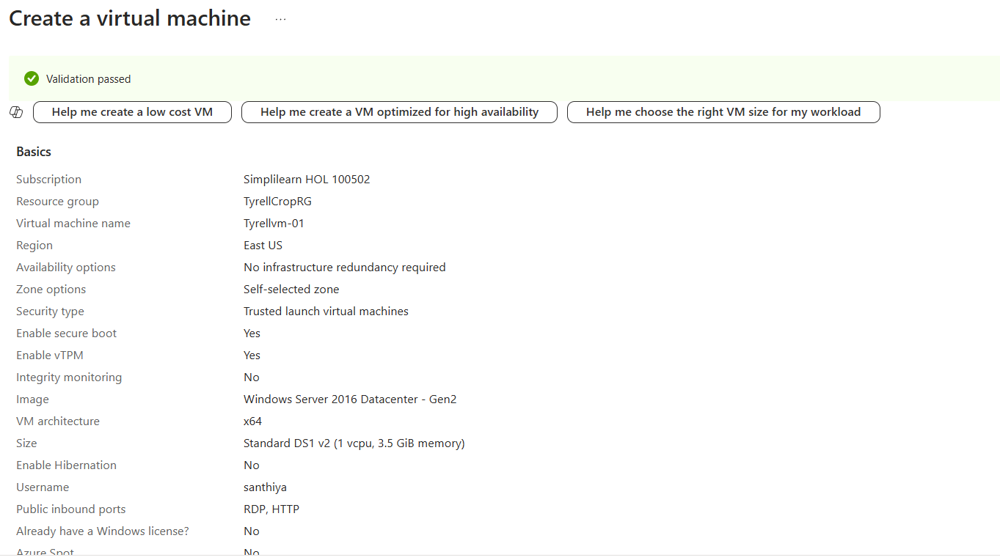 Create a virtual machine ...
Validation passed
Help me create a low cost VM Help me create a VM optimized for high availability Help me choose the right VM size for my workload
Basics
Subscription Simplilearn HOL 100502
Resource group TyrellCropRG
Virtual machine name Tyrellvm-01
Region East US
Availability options No infrastructure redundancy required
Zone options Self-selected zone
Security type Trusted launch virtual machines
Enable secure boot Yes
Enable vTPM Yes
Integrity monitoring No
Image Windows Server 2016 Datacenter - Gen2
VM architecture x64
Size Standard DS1 v2 (1 vcpu, 3.5 GiB memory)
Enable Hibernation No
Username santhiya
Public inbound ports RDP, HTTP
Already have a Windows license? No
Azure Spot No